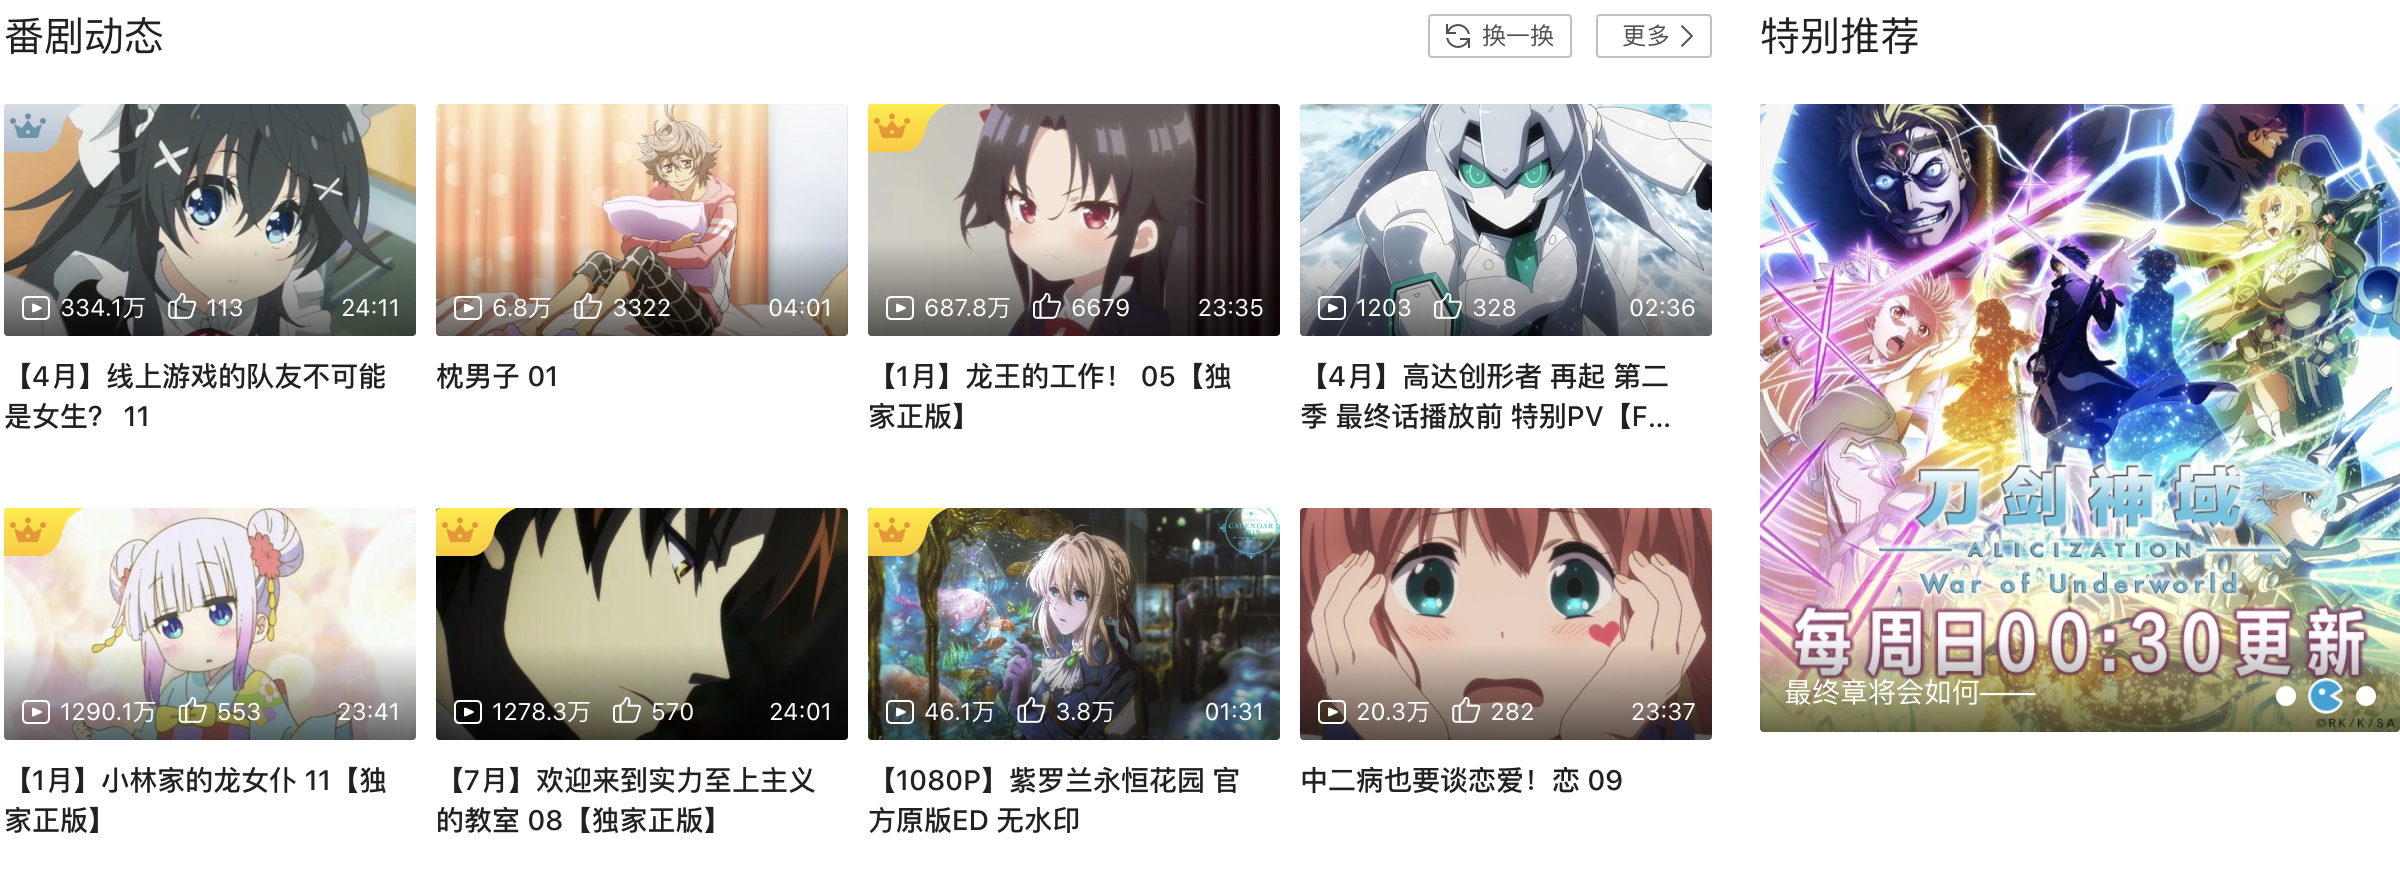 番剧动态
换一换
更多
特别推荐
334.1万 113 24:11
6.8万 3322 04:01
687.8万 6679 23:35
1203 328 02:36
【4月】线上游戏的队友不可能
是女生？ 11
枕男子 01
【1月】龙王的工作！ 05【独
家正版】
【4月】高达创形者 再起 第二
季 最终话播放前 特别PV【F...
CALENDAR
1290.1万 553 23:41
1278.3万 570 24:01
46.1万 3.8万 01:31
20.3万 282 23:37
【1月】小林家的龙女仆 11【独
家正版】
【7月】欢迎来到实力至上主义
的教室 08【独家正版】
【1080P】紫罗兰永恒花园 官
方原版ED 无水印
中二病也要谈恋爱！恋 09
刀剑神域
ALICIZATION
War of Underworld
每周日00:30更新
最终章将会如何——
©RK/K/SA